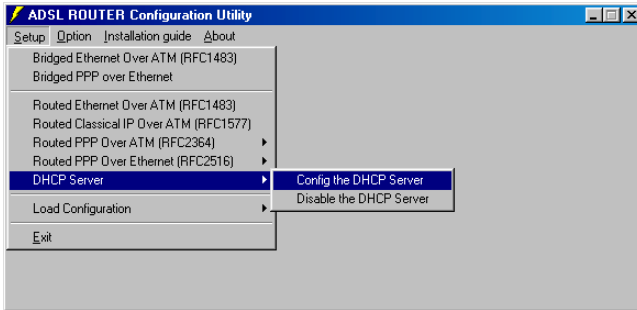 ADSL ROUTER Configuration Utility
Setup Option Installation guide About
Bridged Ethernet Over ATM (RFC1483)
Bridged PPP over Ethernet
Routed Ethernet Over ATM (RFC1483)
Routed Classical IP Over ATM (RFC1577)
Routed PPP Over ATM (RFC2364)
Routed PPP Over Ethernet (RFC2516)
DHCP Server
Config the DHCP Server
Disable the DHCP Server
Load Configuration
Exit